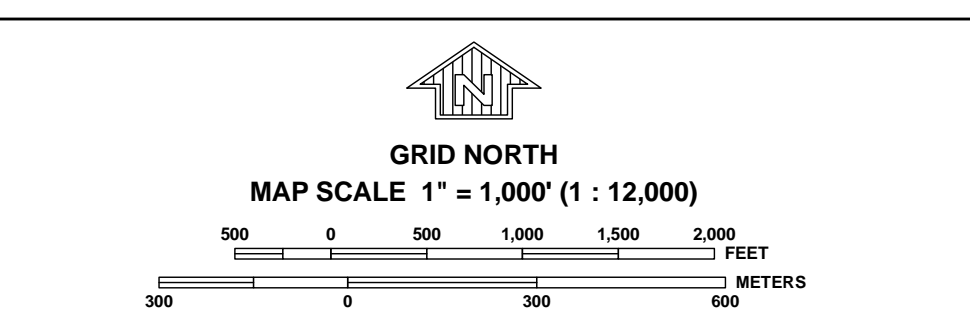 N
GRID NORTH
MAP SCALE 1" = 1,000' (1 : 12,000)
500 0 500 1,000 1,500 2,000
FEET
METERS
300 0 300 600